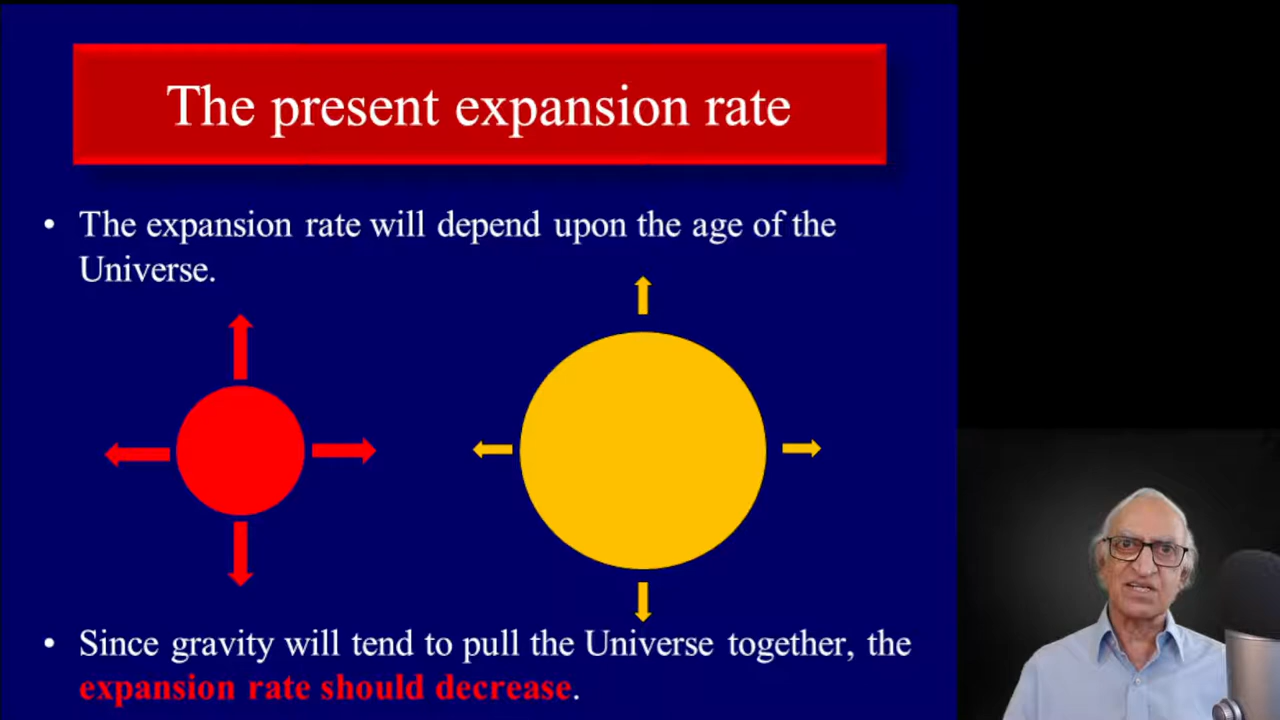 The present expansion rate
• The expansion rate will depend upon the age of the
Universe.
• Since gravity will tend to pull the Universe together, the
expansion rate should decrease.